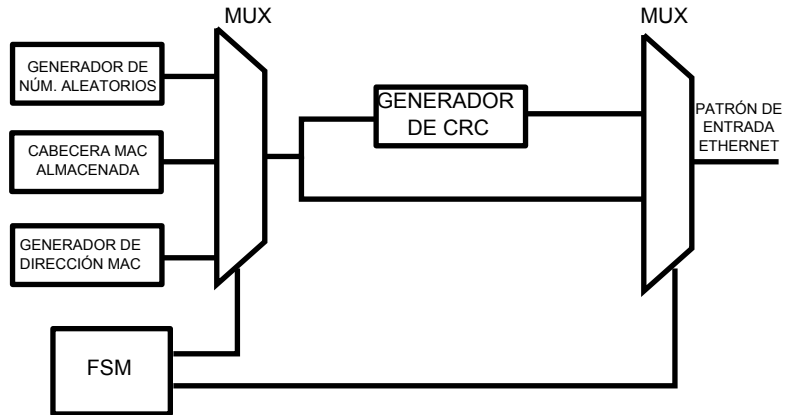 MUX
MUX
GENERADOR DE
NÚM. ALEATORIOS
GENERADOR
DE CRC
PATRÓN DE
ENTRADA
ETHERNET
CABECERA MAC
ALMACENADA
GENERADOR DE
DIRECCIÓN MAC
FSM